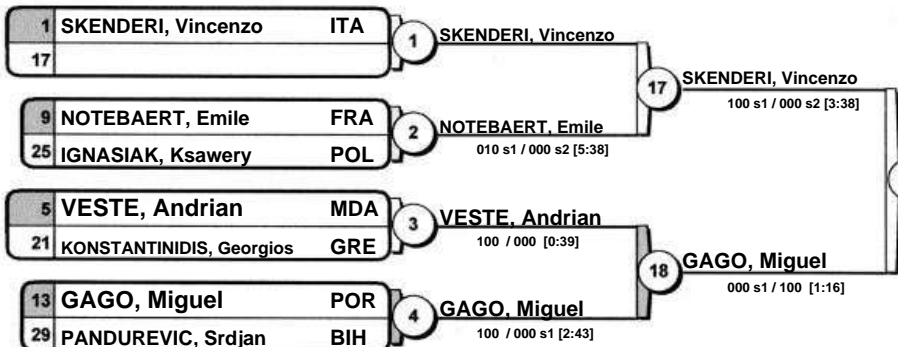 1 SKENDERI, Vincenzo ITA
17
1 SKENDERI, Vincenzo
9 NOTEBAERT, Emile FRA
25 IGNASIAK, Ksawery POL
2 NOTEBAERT, Emile
010 s1 / 000 s2 [5:38]
17 SKENDERI, Vincenzo
100 s1 / 000 s2 [3:38]
5 VESTE, Andrian MDA
21 KONSTANTINIDIS, Georgios GRE
3 VESTE, Andrian
100 / 000 [0:39]
13 GAGO, Miguel POR
29 PANDUREVIC, Srdjan BIH
4 GAGO, Miguel
100 / 000 s1 [2:43]
18 GAGO, Miguel
000 s1 / 100 [1:16]